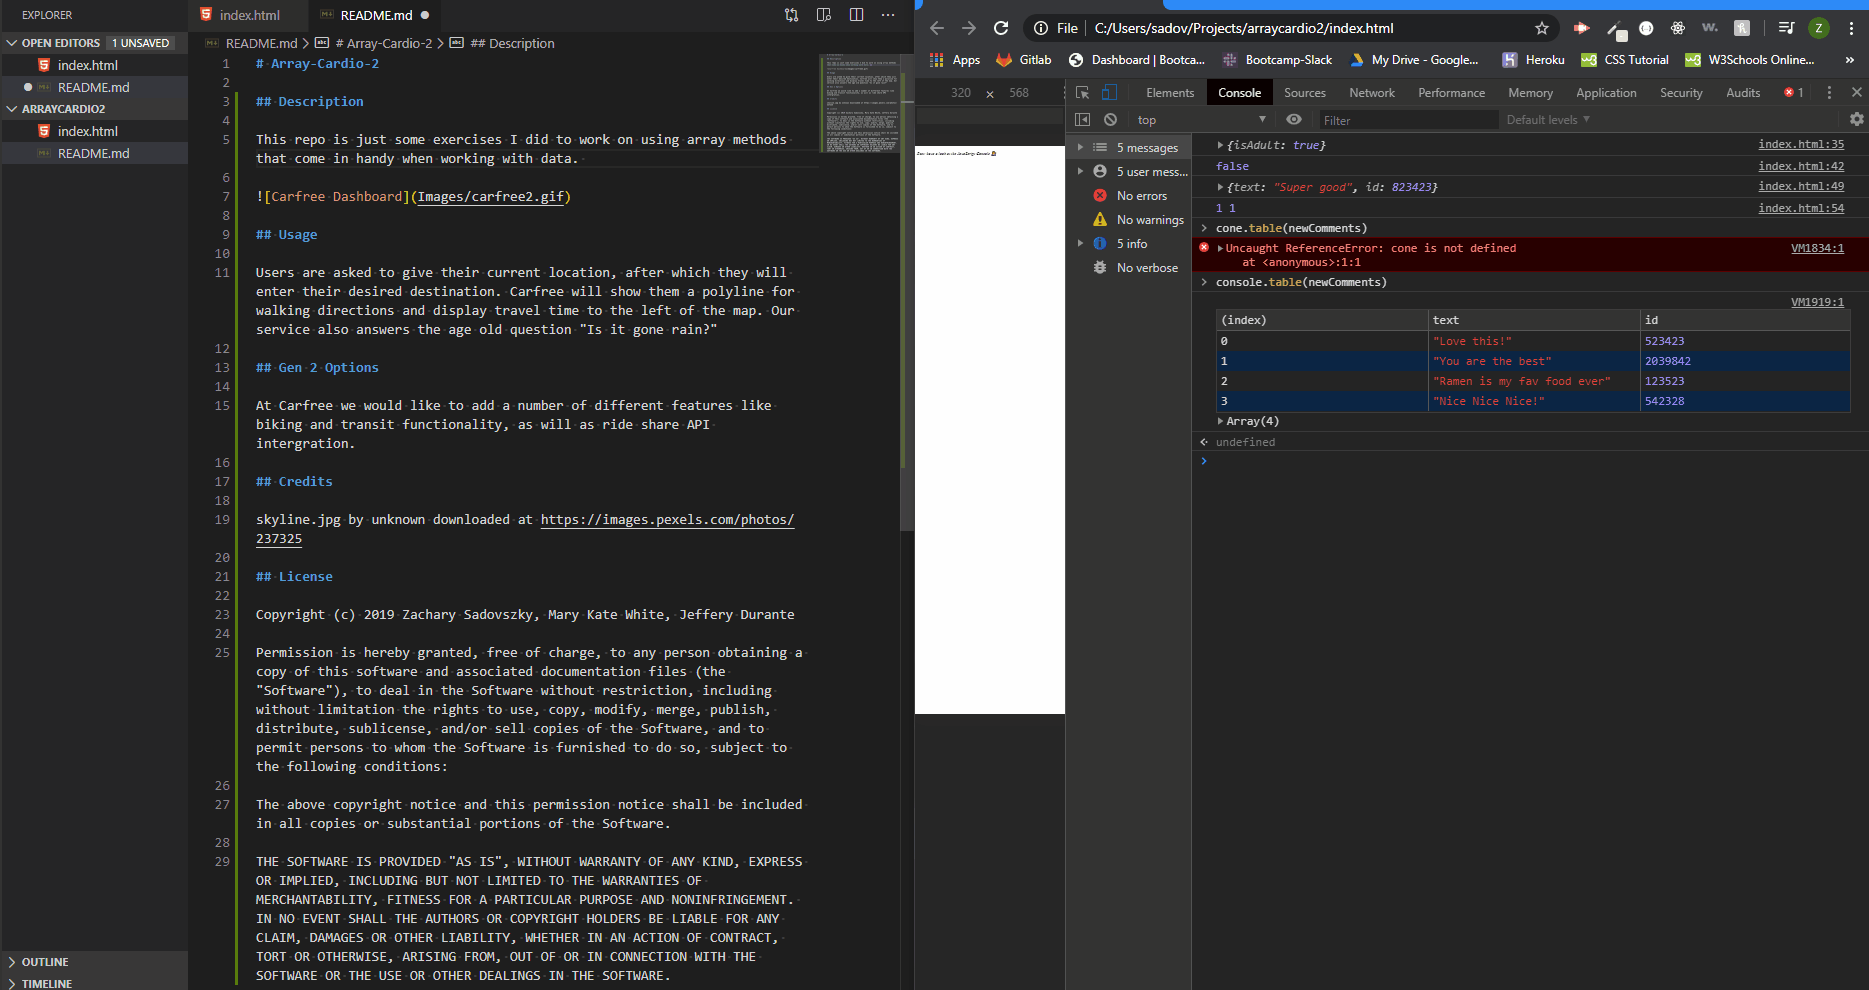 EXPLORER
OPEN EDITORS 1 UNSAVED
index.html
README.md
ARRAYCARDIO2
index.html
README.md
OUTLINE
TIMELINE
index.html
README.md
README.md > # Array-Cardio-2 > ## Description
1 # Array-Cardio-2
2
3 ## Description
4
5 This repo is just some exercises I did to work on using array methods
that come in handy when working with data.
6
7 ![Carfree Dashboard](Images/carfree2.gif)
8
9 ## Usage
10
11 Users are asked to give their current location, after which they will
enter their desired destination. Carfree will show them a polyline for
walking directions and display travel time to the left of the map. Our
service also answers the age old question "Is it gone rain?"
12
13 ## Gen 2 Options
14
15 At Carfree we would like to add a number of different features like
biking and transit functionality, as will as ride share API
intergration.
16
17 ## Credits
18
19 skyline.jpg by unknown downloaded at https://images.pexels.com/photos/
237325
20
21 ## License
22
23 Copyright (c) 2019 Zachary Sadovszky, Mary Kate White, Jeffery Durante
24
25 Permission is hereby granted, free of charge, to any person obtaining a
copy of this software and associated documentation files (the
"Software"), to deal in the Software without restriction, including
without limitation the rights to use, copy, modify, merge, publish,
distribute, sublicense, and/or sell copies of the Software, and to
permit persons to whom the Software is furnished to do so, subject to
the following conditions:
26
27 The above copyright notice and this permission notice shall be included
in all copies or substantial portions of the Software.
28
29 THE SOFTWARE IS PROVIDED "AS IS", WITHOUT WARRANTY OF ANY KIND, EXPRESS
OR IMPLIED, INCLUDING BUT NOT LIMITED TO THE WARRANTIES OF
MERCHANTABILITY, FITNESS FOR A PARTICULAR PURPOSE AND NONINFRINGEMENT.
IN NO EVENT SHALL THE AUTHORS OR COPYRIGHT HOLDERS BE LIABLE FOR ANY
CLAIM, DAMAGES OR OTHER LIABILITY, WHETHER IN AN ACTION OF CONTRACT,
TORT OR OTHERWISE, ARISING FROM, OUT OF OR IN CONNECTION WITH THE
SOFTWARE OR THE USE OR OTHER DEALINGS IN THE SOFTWARE.
File C:/Users/sadov/Projects/arraycardio2/index.html
w.
Z
Apps Gitlab Dashboard | Bootca... Bootcamp-Slack My Drive - Google... Heroku CSS Tutorial W3Schools Online... »
320 × 568
Elements Console Sources Network Performance Memory Application Security Audits 1
top Filter Default levels
5 messages
5 user mess...
No errors
No warnings
5 info
No verbose
{isAdult: true} index.html:35
false index.html:42
{text: "Super good", id: 823423} index.html:49
1 1 index.html:54
cone.table(newComments)
Uncaught ReferenceError: cone is not defined VM1834:1
at <anonymous>:1:1
console.table(newComments)
VM1919:1
(index) text id
0 "Love this!" 523423
1 "You are the best" 2039842
2 "Ramen is my fav food ever" 123523
3 "Nice Nice Nice!" 542328
Array(4)
undefined